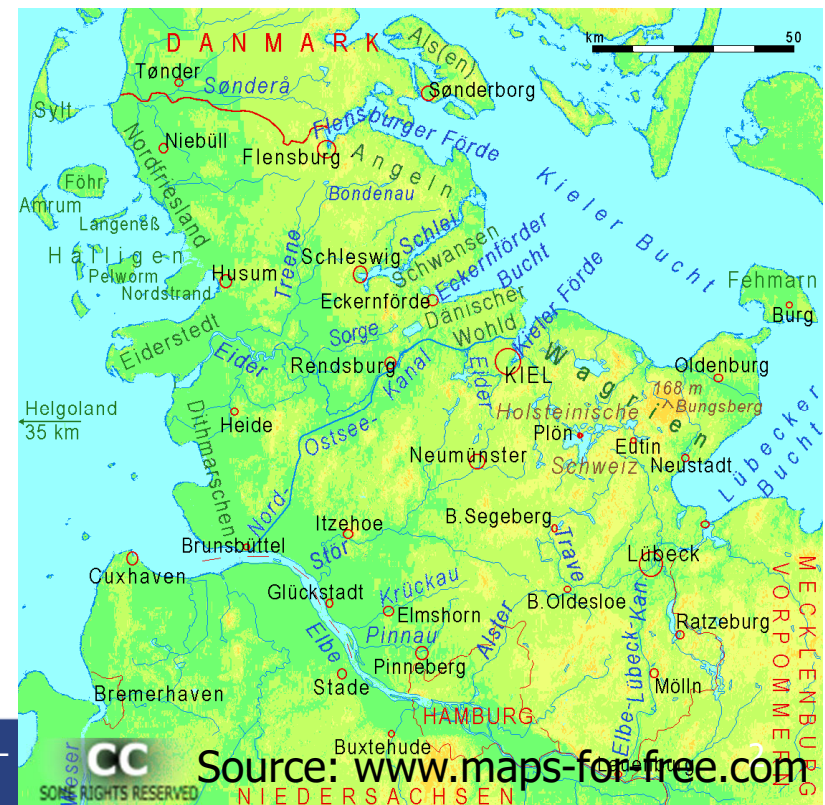 DANMARK
km 50
Als(en)
Tønder
Sønderå
Sønderborg
Sylt
Flensburger Förde
Niebüll
Flensburg
Angeln
Nordfriesland
Föhr
Bondenau
Kieler Bucht
Amrum
Langeneß
Schlei
Halligen
Schleswig
Schwansen
Treene
Eckernförder
Bucht
Pelworm
Husum
Fehmarn
Nordstrand
Eckernförde
Dänischer
Wohld
Kieler Förde
Burg
Eiderstedt
Sorge
Eider
Rendsburg
KIEL
Eider
Wagrien
Oldenburg
168 m
Bungsberg
Helgoland
35 km
Heide
Dithmarschen
Nord-
Ostsee-
Kanal
Holsteinische
Schweiz
Plön
Eutin
Neumünster
Neustadt
Lübecker
Bucht
Itzehoe
B.Segeberg
Brunsbüttel
Stör
Trave
Lübeck
Cuxhaven
Glückstadt
Krückau
Elmshorn
B.Oldesloe
Ratzeburg
Pinnau
Alster
Elbe
Pinneberg
Elbe-Lübeck-Kan.
Stade
Mölln
Bremerhaven
HAMBURG
MECKLENBURG
VORPOMMERN
Buxtehude
Lauenburg
Weser
NIEDERSACHSEN
CC
SOME RIGHTS RESERVED
Source: www.maps-for-free.com
2